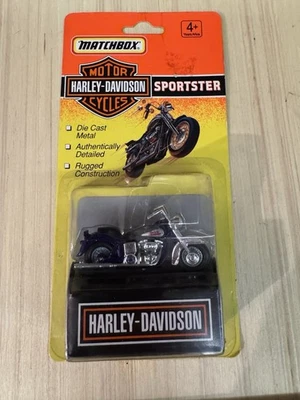 MATCHBOX
4+
MOTOR
HARLEY-DAVIDSON
CYCLES
SPORTSTER
Die Cast
Metal
Authentically
Detailed
Rugged
Construction
HARLEY-DAVIDSON